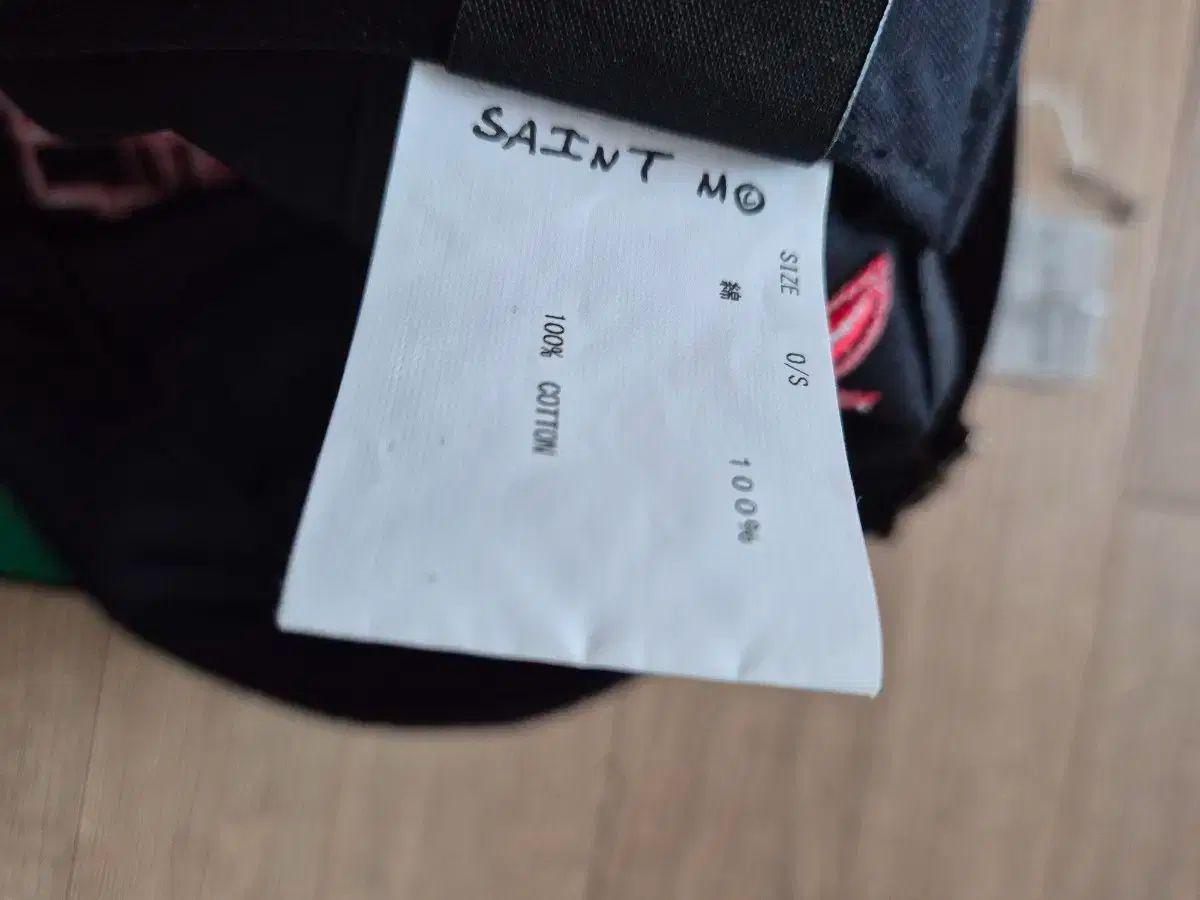 SAINT M©
SIZE O/S
綿 100%
100% COTTON